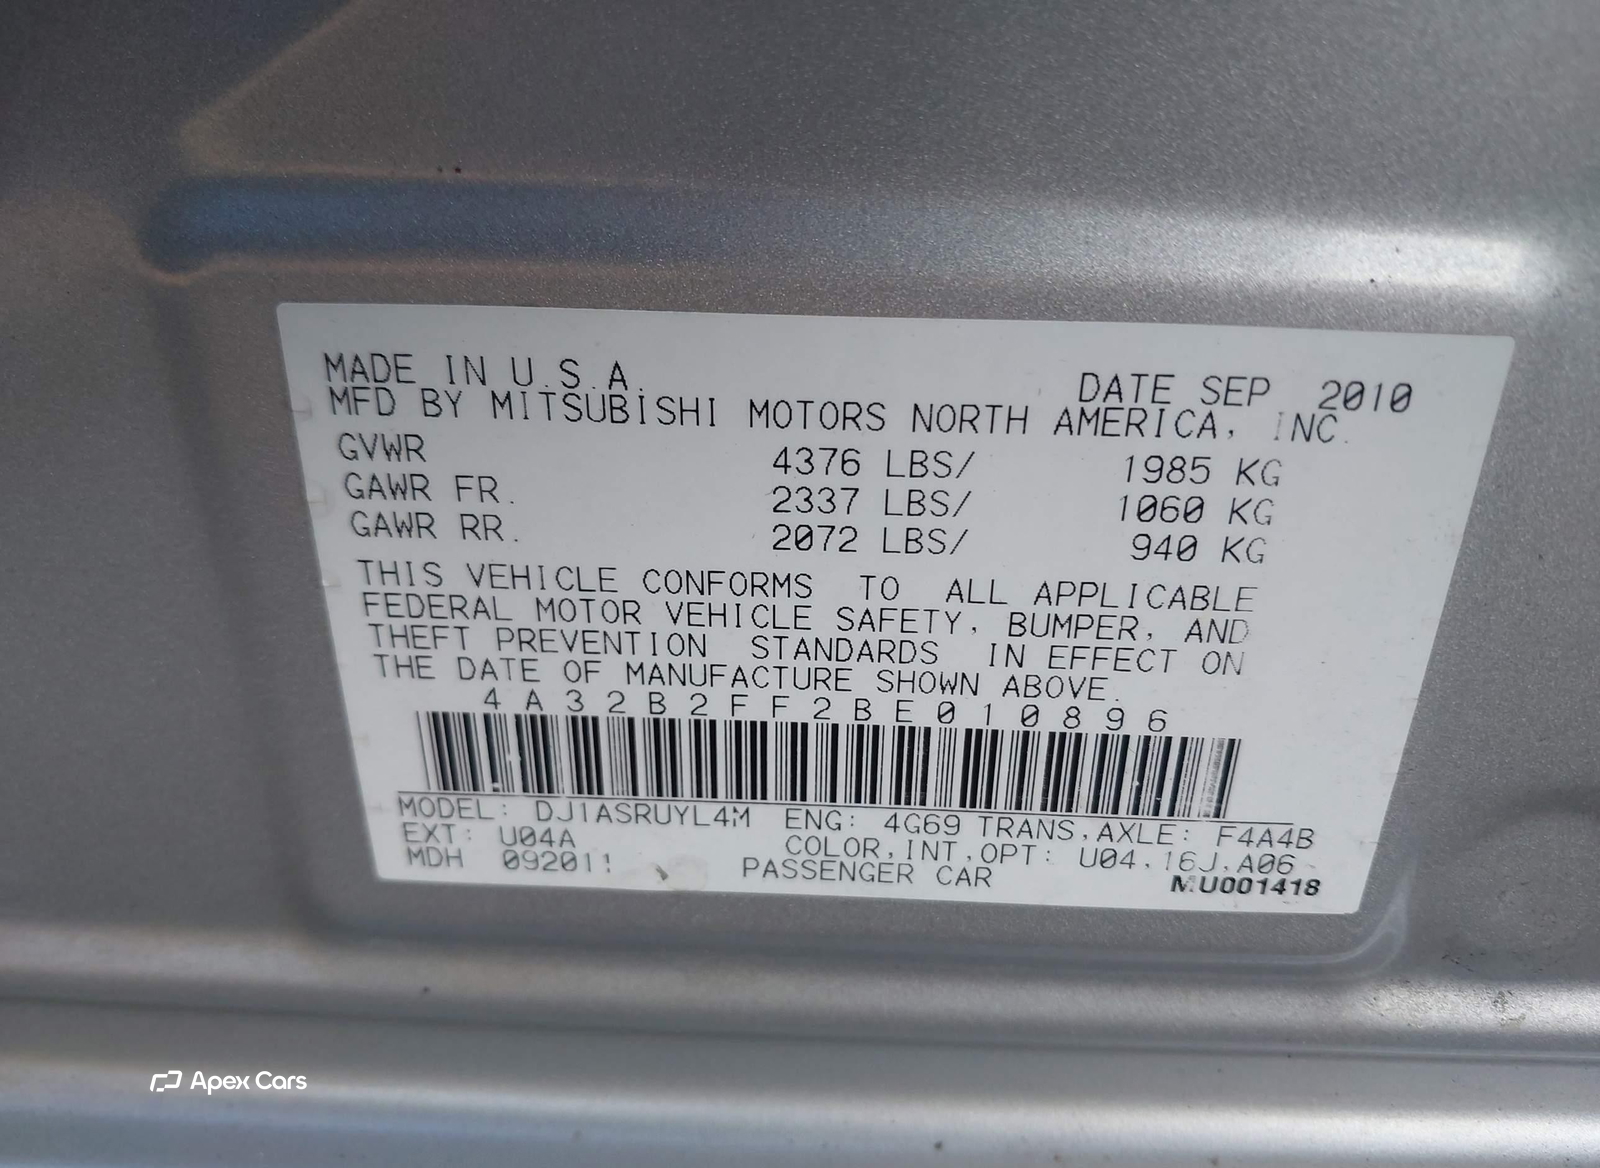 MADE IN U.S.A. DATE SEP 2010
MFD BY MITSUBISHI MOTORS NORTH AMERICA, INC.
GVWR 4376 LBS/ 1985 KG
GAWR FR. 2337 LBS/ 1060 KG
GAWR RR. 2072 LBS/ 940 KG
THIS VEHICLE CONFORMS TO ALL APPLICABLE
FEDERAL MOTOR VEHICLE SAFETY, BUMPER, AND
THEFT PREVENTION STANDARDS IN EFFECT ON
THE DATE OF MANUFACTURE SHOWN ABOVE.
4A32B2FF2BE010896
MODEL: DJ1ASRUYL4M ENG: 4G69 TRANS,AXLE: F4A4B
EXT: U04A COLOR,INT,OPT: U04,16J,A06
MDH 092011 PASSENGER CAR MU001418
Apex Cars